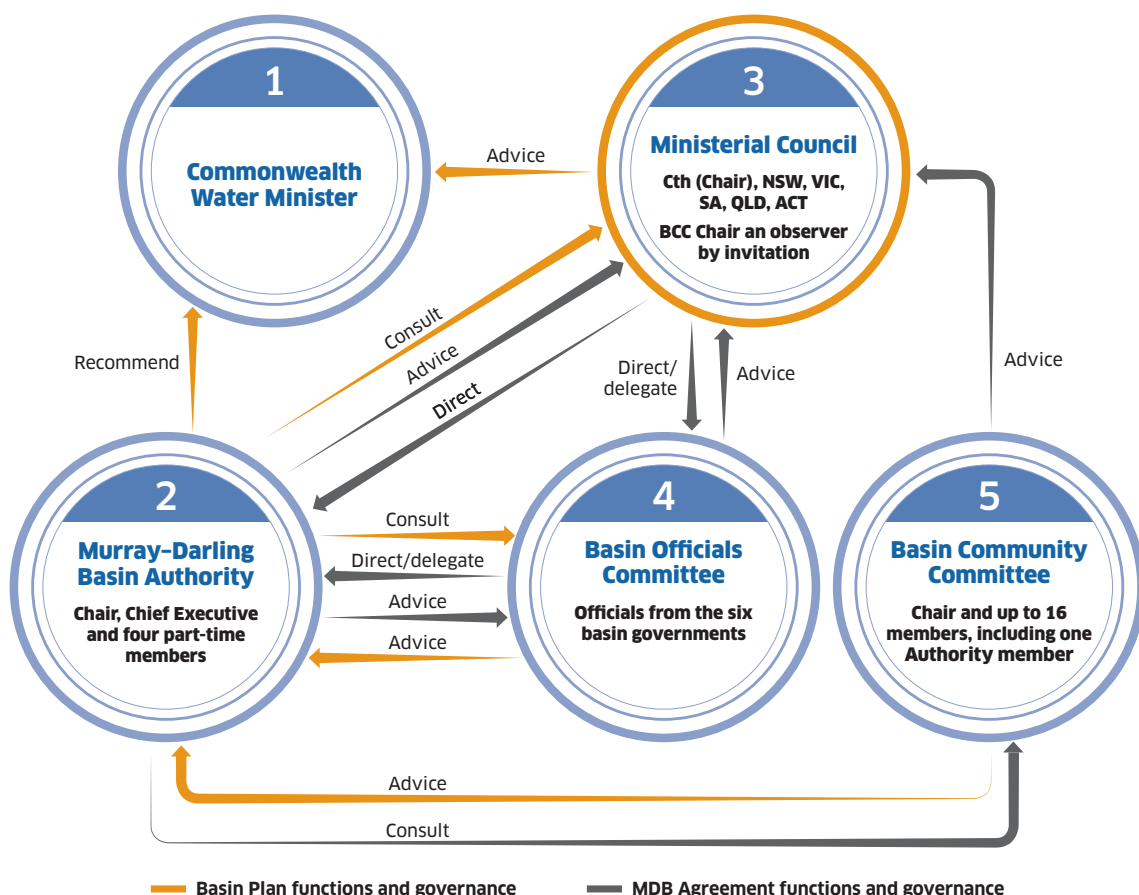 1
Commonwealth
Water Minister
Advice
3
Ministerial Council
Cth (Chair), NSW, VIC,
SA, QLD, ACT
BCC Chair an observer
by invitation
Recommend
Consult
Advice
Direct
Direct/
delegate
Advice
Advice
2
Murray–Darling
Basin Authority
Chair, Chief Executive
and four part-time
members
Consult
Direct/delegate
Advice
Advice
4
Basin Officials
Committee
Officials from the six
basin governments
5
Basin Community
Committee
Chair and up to 16
members, including one
Authority member
Advice
Consult
Basin Plan functions and governance
MDB Agreement functions and governance